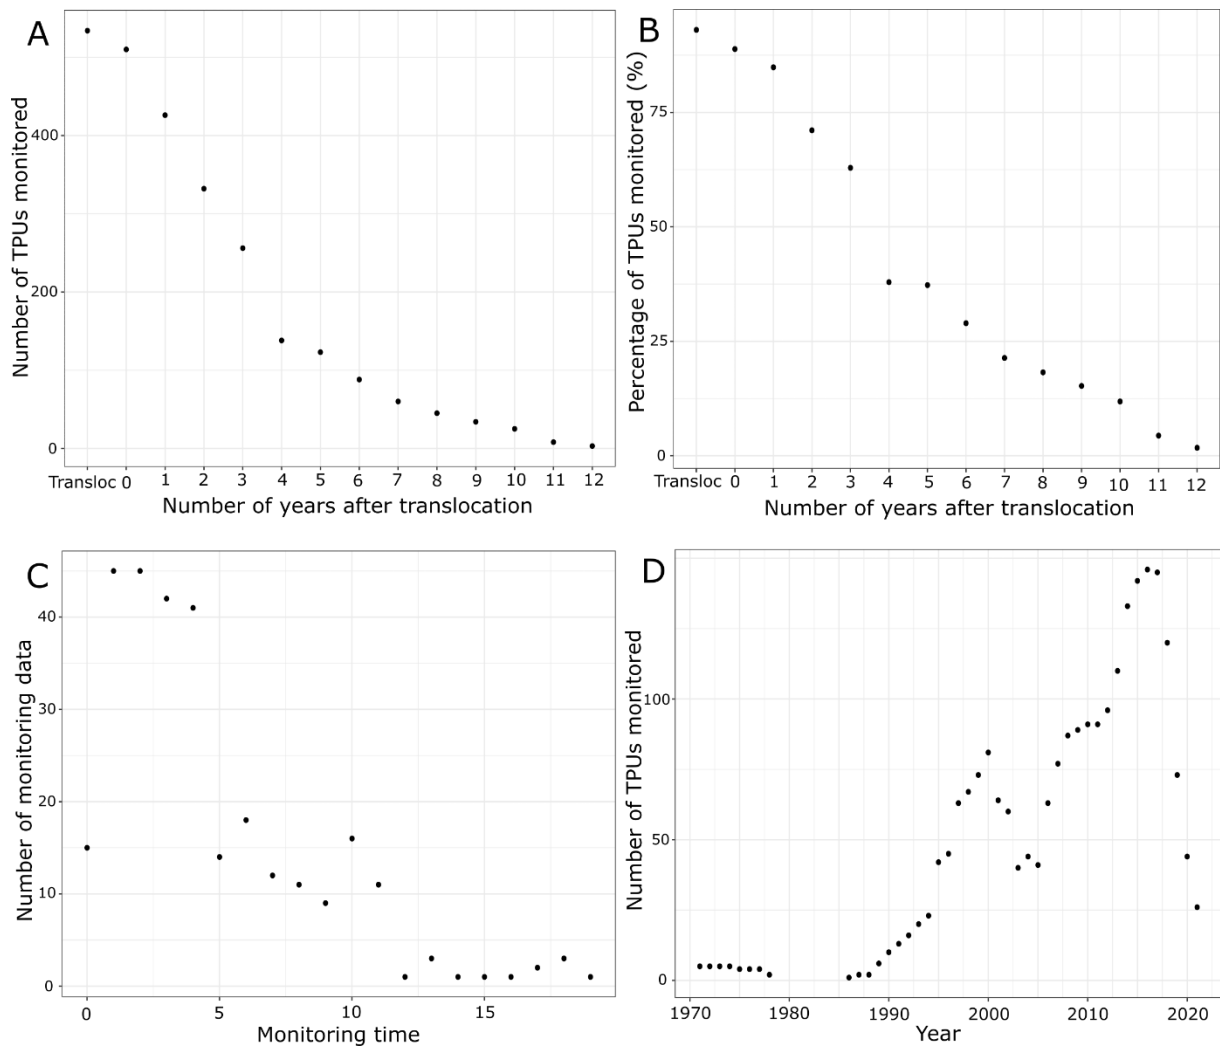 A
Number of TPUs monitored
400
200
0
Transloc 0 1 2 3 4 5 6 7 8 9 10 11 12
Number of years after translocation
B
Percentage of TPUs monitored (%)
75
50
25
0
Transloc 0 1 2 3 4 5 6 7 8 9 10 11 12
Number of years after translocation
C
Number of monitoring data
40
30
20
10
0
0 5 10 15
Monitoring time
D
Number of TPUs monitored
100
50
0
1970 1980 1990 2000 2010 2020
Year